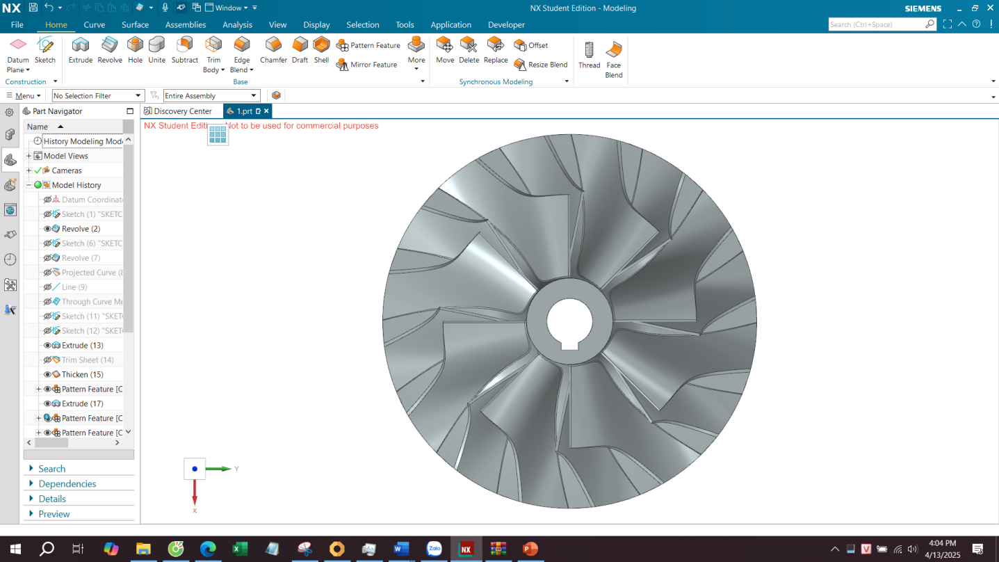 NX Window NX Student Edition - Modeling SIEMENS
File Home Curve Surface Assemblies Analysis View Display Selection Tools Application Developer Search (Ctrl+Space)
Datum Plane Sketch Extrude Revolve Hole Unite Subtract Trim Body Edge Blend Chamfer Draft Shell Pattern Feature Mirror Feature More Move Delete Replace Offset Resize Blend Thread Face Blend
Construction Base Synchronous Modeling
Menu No Selection Filter Entire Assembly
Part Navigator Discovery Center 1.prt
NX Student Editi Not to be used for commercial purposes
Name
History Modeling Mode
Model Views
Cameras
Model History
Datum Coordinat
Sketch (1) "SKETC
Revolve (2)
Sketch (6) "SKETC
Revolve (7)
Projected Curve (8
Line (9)
Through Curve Me
Sketch (11) "SKET
Sketch (12) "SKET
Extrude (13)
Trim Sheet (14)
Thicken (15)
Pattern Feature [C
Extrude (17)
Pattern Feature [C
Pattern Feature [C
Search
Dependencies
Details
Preview
Y
X
Zalo NX V
4:04 PM
4/13/2025